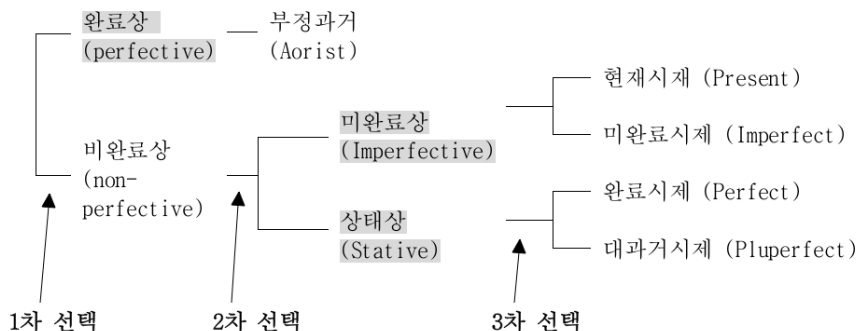 완료상
(perfective)
부정과거
(Aorist)
비완료상
(non-
perfective)
미완료상
(Imperfective)
상태상
(Stative)
현재시재 (Present)
미완료시제 (Imperfect)
완료시제 (Perfect)
대과거시제 (Pluperfect)
1차 선택
2차 선택
3차 선택